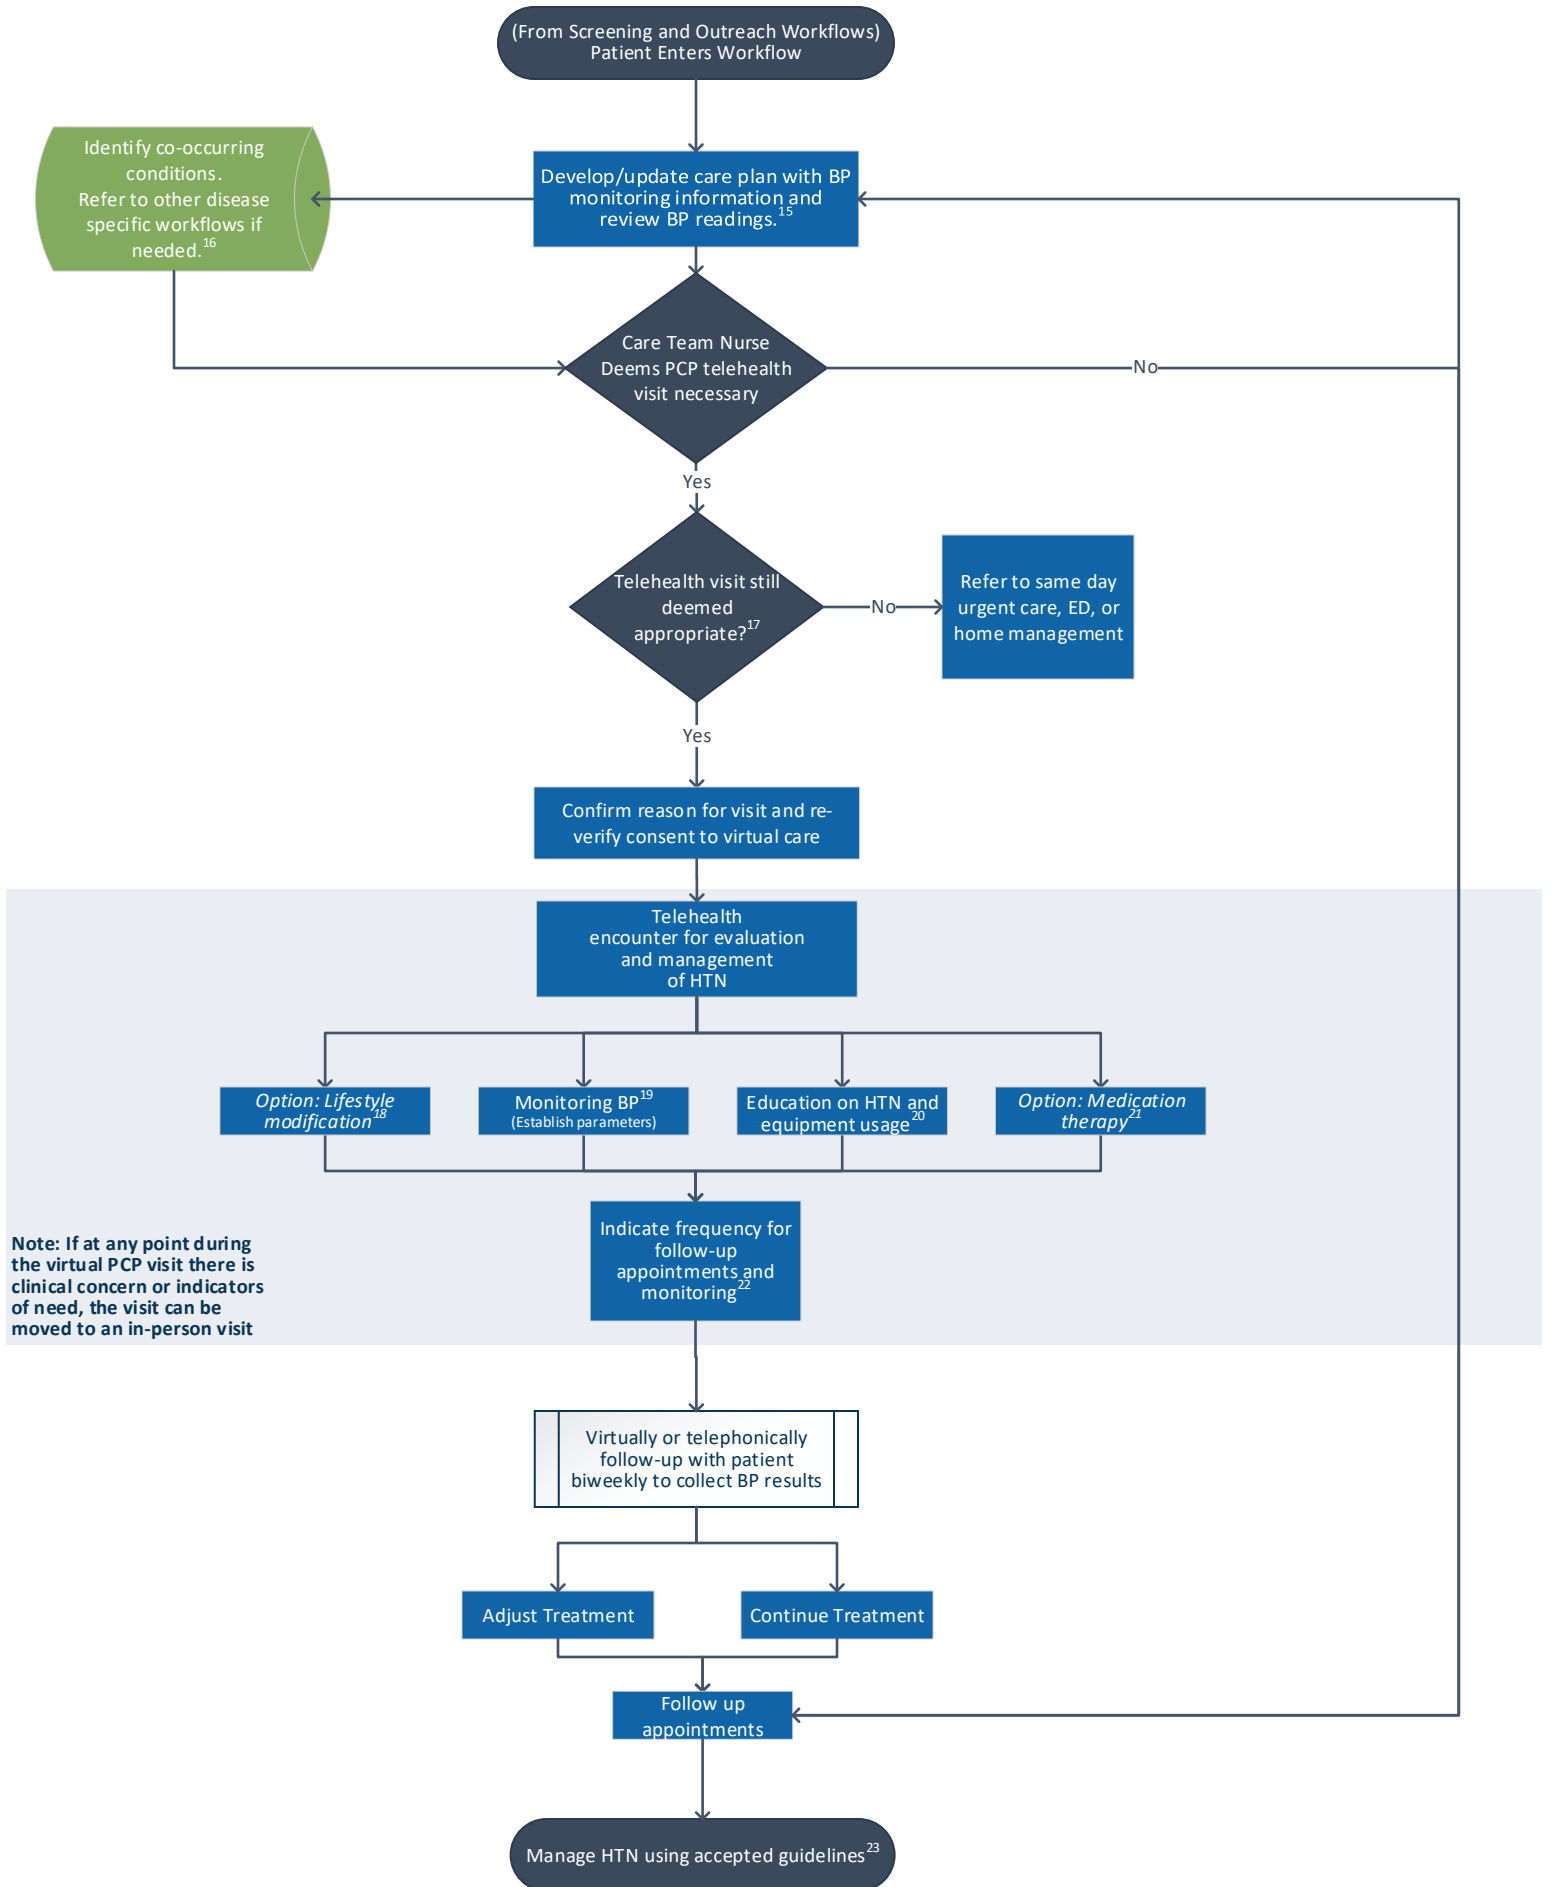 (From Screening and Outreach Workflows)
Patient Enters Workflow
Identify co-occurring
conditions.
Refer to other disease
specific workflows if
needed.16
Develop/update care plan with BP
monitoring information and
review BP readings.15
Care Team Nurse
Deems PCP telehealth
visit necessary
No
Yes
Telehealth visit still
deemed
appropriate?17
No
Refer to same day
urgent care, ED, or
home management
Yes
Confirm reason for visit and re-
verify consent to virtual care
Telehealth
encounter for evaluation
and management
of HTN
Option: Lifestyle
modification18
Monitoring BP19
(Establish parameters)
Education on HTN and
equipment usage20
Option: Medication
therapy21
Indicate frequency for
follow-up
appointments and
monitoring22
Note: If at any point during
the virtual PCP visit there is
clinical concern or indicators
of need, the visit can be
moved to an in-person visit
Virtually or telephonically
follow-up with patient
biweekly to collect BP results
Adjust Treatment
Continue Treatment
Follow up
appointments
Manage HTN using accepted guidelines23